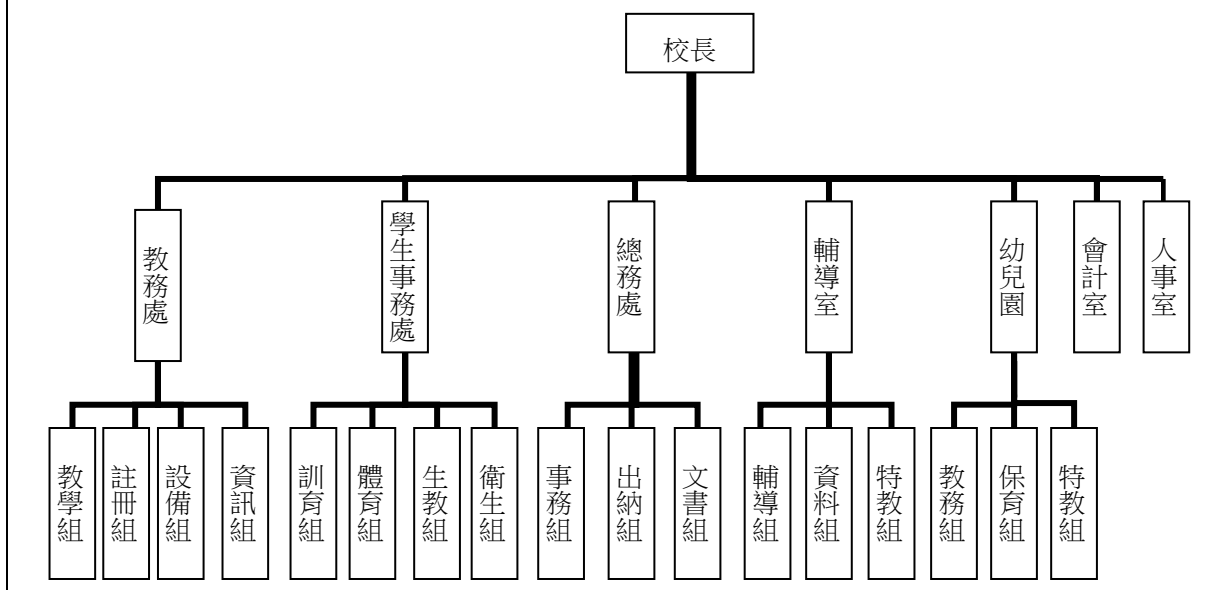 校長
教務處
學生事務處
總務處
輔導室
幼兒園
會計室
人事室
教學組
註冊組
設備組
資訊組
訓育組
體育組
生教組
衛生組
事務組
出納組
文書組
輔導組
資料組
特教組
教務組
保育組
特教組